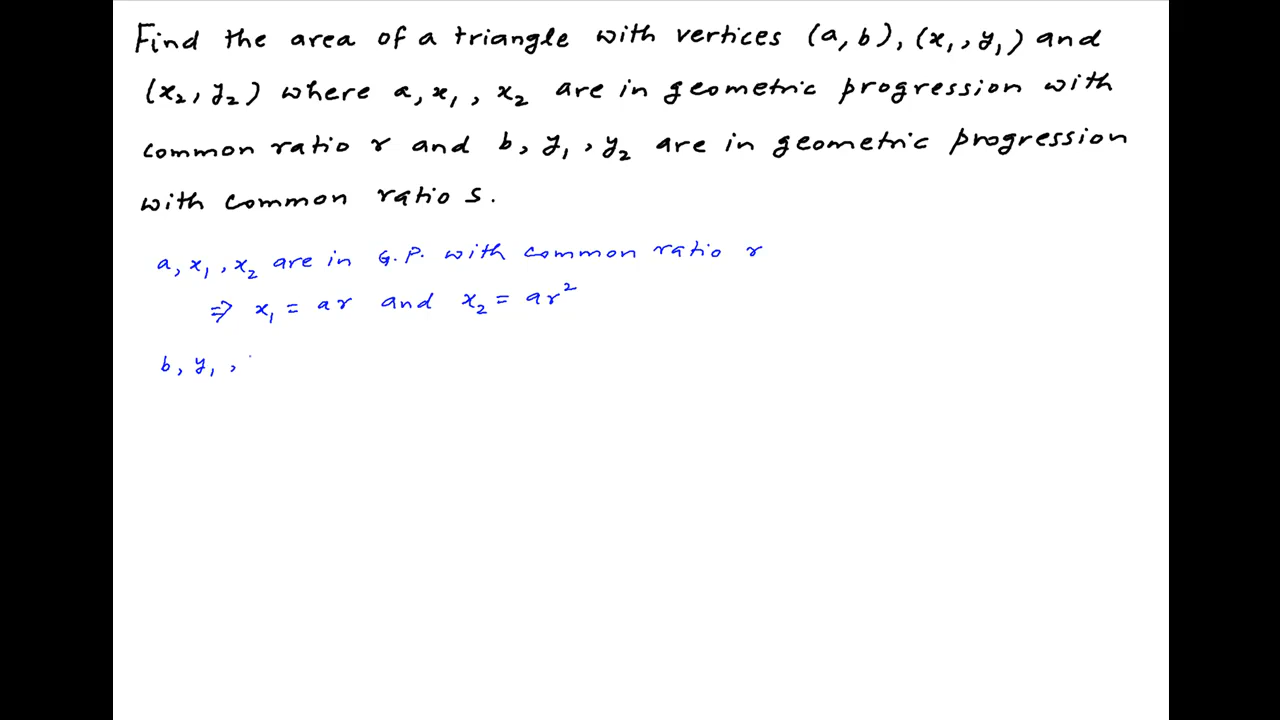 Find the area of a triangle with vertices (a, b), (x₁, y₁) and
(x₂, y₂) where a, x₁, x₂ are in geometric progression with
common ratio r and b, y₁, y₂ are in geometric progression
with common ratio s.
a, x₁, x₂ are in G.P. with common ratio r
⇒ x₁ = ar and x₂ = ar²
b, y₁,